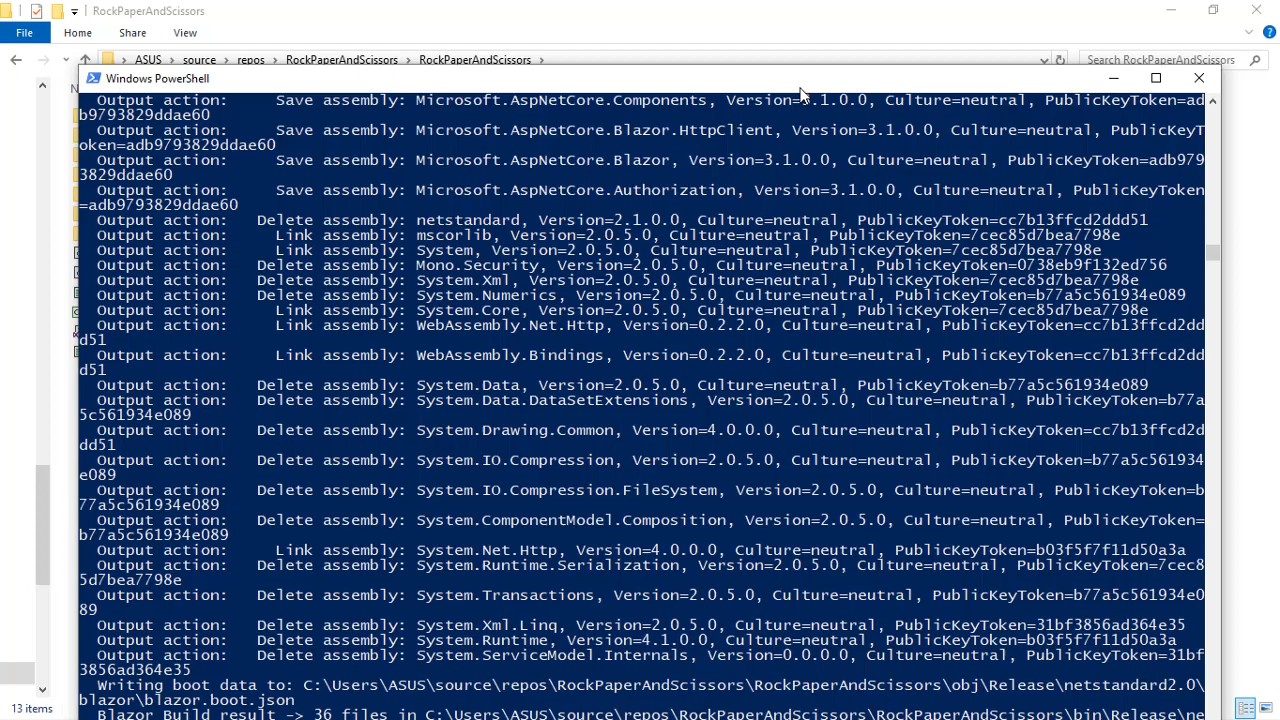 RockPaperAndScissors
File Home Share View
ASUS source repos RockPaperAndScissors RockPaperAndScissors Search RockPaperAndScissors
Windows PowerShell
Output action: Save assembly: Microsoft.AspNetCore.Components, Version=3.1.0.0, Culture=neutral, PublicKeyToken=ad
b9793829ddae60
Output action: Save assembly: Microsoft.AspNetCore.Blazor.HttpClient, Version=3.1.0.0, Culture=neutral, PublicKeyT
oken=adb9793829ddae60
Output action: Save assembly: Microsoft.AspNetCore.Blazor, Version=3.1.0.0, Culture=neutral, PublicKeyToken=adb979
3829ddae60
Output action: Save assembly: Microsoft.AspNetCore.Authorization, Version=3.1.0.0, Culture=neutral, PublicKeyToken
=adb9793829ddae60
Output action: Delete assembly: netstandard, Version=2.1.0.0, Culture=neutral, PublicKeyToken=cc7b13ffcd2ddd51
Output action: Link assembly: mscorlib, Version=2.0.5.0, Culture=neutral, PublicKeyToken=7cec85d7bea7798e
Output action: Link assembly: System, Version=2.0.5.0, Culture=neutral, PublicKeyToken=7cec85d7bea7798e
Output action: Delete assembly: Mono.Security, Version=2.0.5.0, Culture=neutral, PublicKeyToken=0738eb9f132ed756
Output action: Link assembly: System.Xml, Version=2.0.5.0, Culture=neutral, PublicKeyToken=7cec85d7bea7798e
Output action: Delete assembly: System.Numerics, Version=2.0.5.0, Culture=neutral, PublicKeyToken=b77a5c561934e089
Output action: Link assembly: System.Core, Version=2.0.5.0, Culture=neutral, PublicKeyToken=7cec85d7bea7798e
Output action: Link assembly: WebAssembly.Net.Http, Version=0.2.2.0, Culture=neutral, PublicKeyToken=cc7b13ffcd2dd
d51
Output action: Link assembly: WebAssembly.Bindings, Version=0.2.2.0, Culture=neutral, PublicKeyToken=cc7b13ffcd2dd
d51
Output action: Delete assembly: System.Data, Version=2.0.5.0, Culture=neutral, PublicKeyToken=b77a5c561934e089
Output action: Delete assembly: System.Data.DataSetExtensions, Version=2.0.5.0, Culture=neutral, PublicKeyToken=b77a
5c561934e089
Output action: Delete assembly: System.Drawing.Common, Version=4.0.0.0, Culture=neutral, PublicKeyToken=cc7b13ffcd2d
dd51
Output action: Delete assembly: System.IO.Compression, Version=2.0.5.0, Culture=neutral, PublicKeyToken=b77a5c561934
e089
Output action: Delete assembly: System.IO.Compression.FileSystem, Version=2.0.5.0, Culture=neutral, PublicKeyToken=b
77a5c561934e089
Output action: Delete assembly: System.ComponentModel.Composition, Version=2.0.5.0, Culture=neutral, PublicKeyToken=
b77a5c561934e089
Output action: Link assembly: System.Net.Http, Version=4.0.0.0, Culture=neutral, PublicKeyToken=b03f5f7f11d50a3a
Output action: Delete assembly: System.Runtime.Serialization, Version=2.0.5.0, Culture=neutral, PublicKeyToken=7cec8
5d7bea7798e
Output action: Delete assembly: System.Transactions, Version=2.0.5.0, Culture=neutral, PublicKeyToken=b77a5c561934e0
89
Output action: Delete assembly: System.Xml.Linq, Version=2.0.5.0, Culture=neutral, PublicKeyToken=31bf3856ad364e35
Output action: Delete assembly: System.Runtime, Version=4.1.0.0, Culture=neutral, PublicKeyToken=b03f5f7f11d50a3a
Output action: Delete assembly: System.ServiceModel.Internals, Version=0.0.0.0, Culture=neutral, PublicKeyToken=31bf
3856ad364e35
Writing boot data to: C:\Users\ASUS\source\repos\RockPaperAndScissors\RockPaperAndScissors\obj\Release\netstandard2.0\
blazor\blazor.boot.json
Blazor Build result -> 36 files in C:\Users\ASUS\source\repos\RockPaperAndScissors\RockPaperAndScissors\bin\Release\ne
13 items